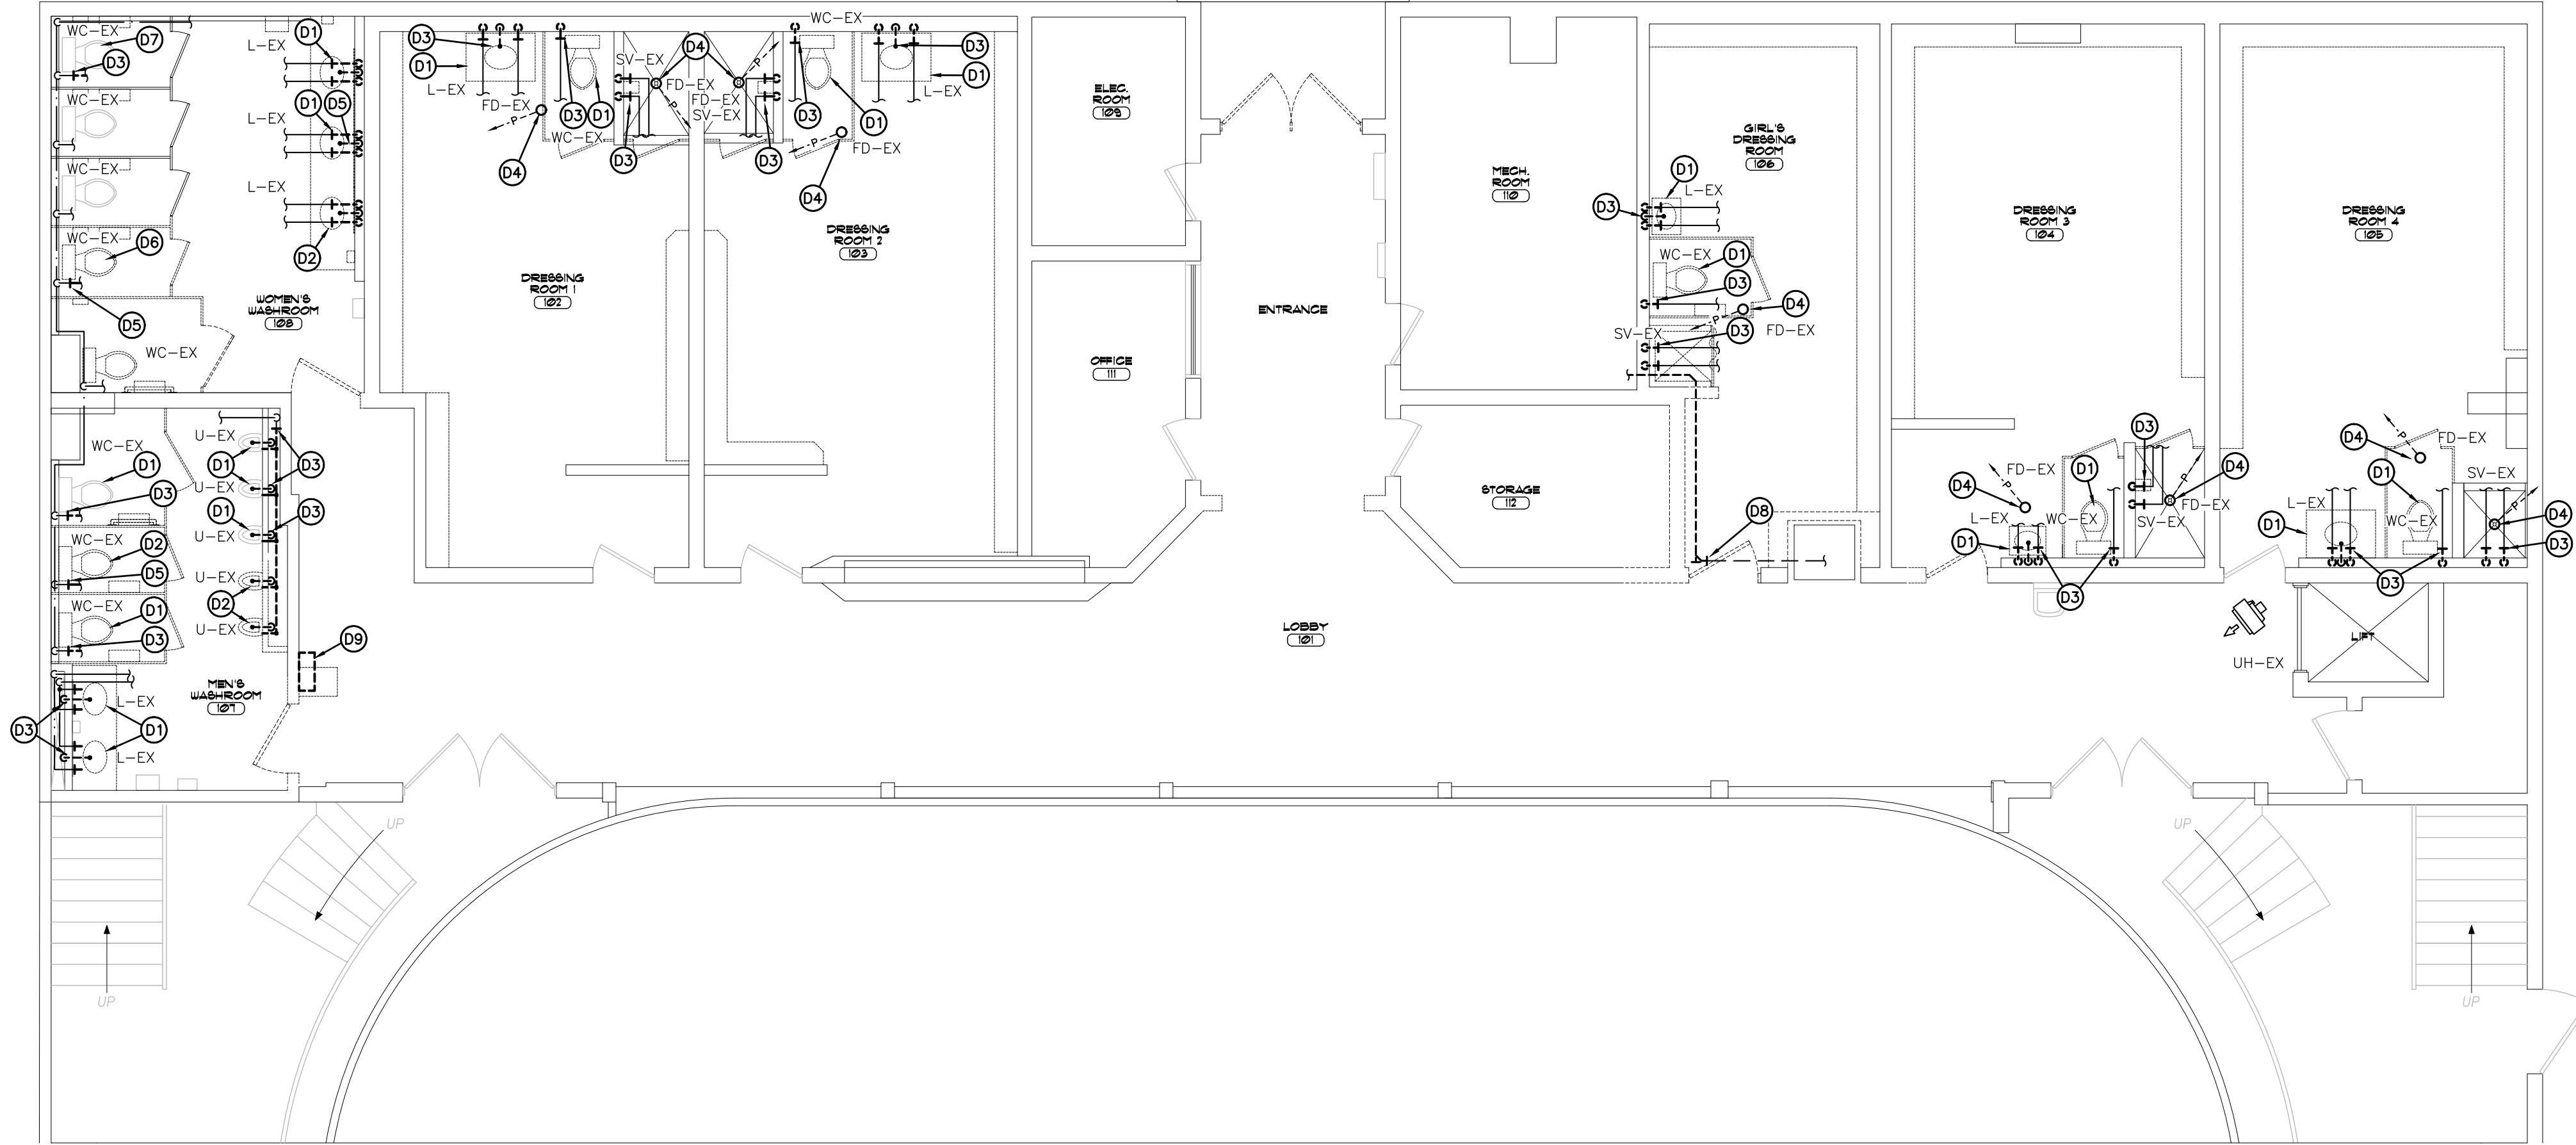 WC-EX
D7
D3
WC-EX
WC-EX
WC-EX
D6
D5
WC-EX
L-EX
D1
L-EX
D1
D5
L-EX
D2
WOMEN'S
WASHROOM
108
WC-EX
D1
D3
WC-EX
D2
D5
WC-EX
D1
D3
U-EX
D1
U-EX
D1
U-EX
U-EX
D2
U-EX
D3
D3
D9
MEN'S
WASHROOM
107
L-EX
D3
D1
L-EX
D3
D1
L-EX
FD-EX
D4
D3
D1
WC-EX
SV-EX
D4
FD-EX
P
P
D3
DRESSING
ROOM 1
102
WC-EX
P
FD-EX
SV-EX
D3
D3
D1
D3
D1
L-EX
FD-EX
P
D4
P
DRESSING
ROOM 2
103
ELEC.
ROOM
109
OFFICE
111
ENTRANCE
MECH.
ROOM
110
STORAGE
112
GIRL'S
DRESSING
ROOM
106
D1
L-EX
D3
WC-EX
D1
D3
D4
P
D3
FD-EX
SV-EX
D8
DRESSING
ROOM 3
104
D3
FD-EX
P
D4
D1
L-EX
D1
WC-EX
D4
P
FD-EX
SV-EX
D3
DRESSING
ROOM 4
105
P
D4
FD-EX
D1
SV-EX
L-EX
D1
WC-EX
P
D4
D3
D3
LOBBY
101
UH-EX
LIFT
UP
UP
UP
UP